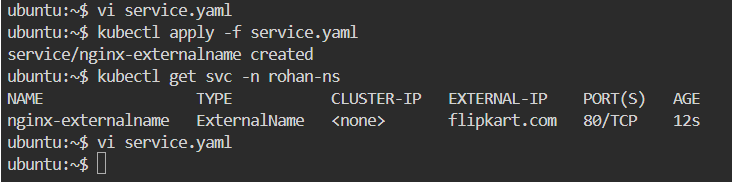 ubuntu:~$ vi service.yaml
ubuntu:~$ kubectl apply -f service.yaml
service/nginx-externalname created
ubuntu:~$ kubectl get svc -n rohan-ns
NAME                 TYPE           CLUSTER-IP   EXTERNAL-IP    PORT(S)   AGE
nginx-externalname   ExternalName   <none>       flipkart.com   80/TCP    12s
ubuntu:~$ vi service.yaml
ubuntu:~$